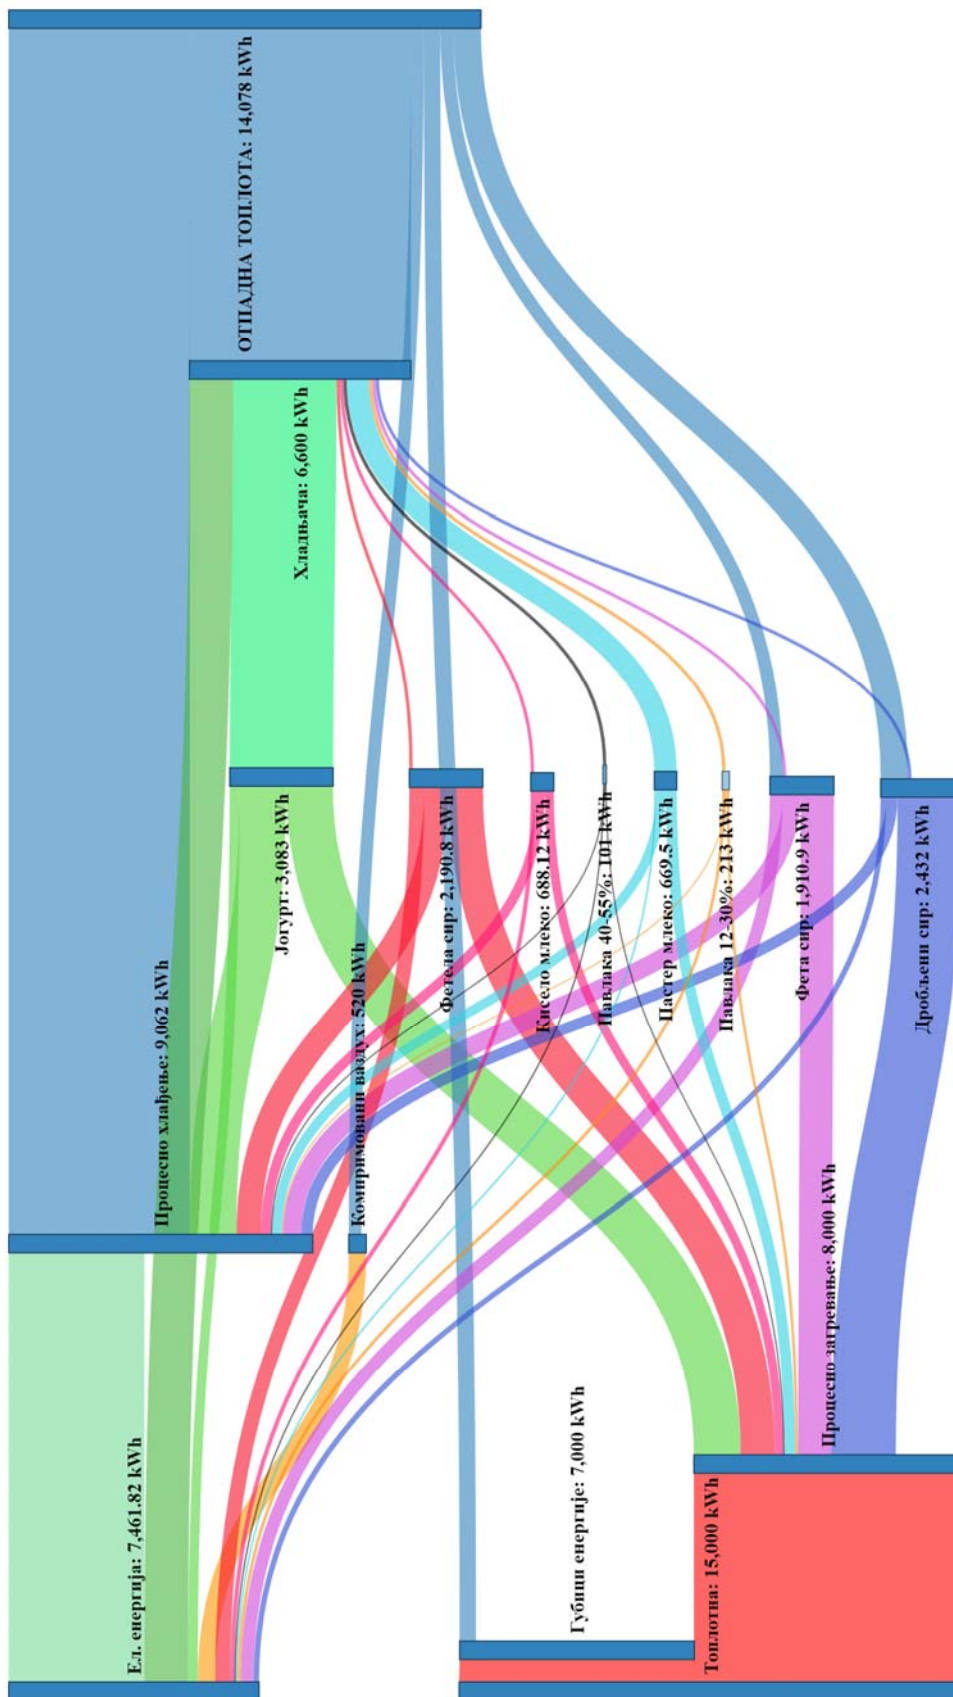 Ел. енергија: 7,461.82 kWh
Процесно хлађење: 9,062 kWh
Хладњача: 6,600 kWh
ОТПАДНА ТОПЛОТА: 14,078 kWh
Јогурт: 3,083 kWh
Компримовани ваздух: 520 kWh
Фетела сир: 2,190.8 kWh
Кисело млеко: 688.12 kWh
Павлака 40-55%: 101 kWh
Пастер млеко: 669.5 kWh
Павлака 12-30%: 213 kWh
Фета сир: 1,910.9 kWh
Дробљени сир: 2,432 kWh
Губици енергије: 7,000 kWh
Топлотна: 15,000 kWh
Процесно загревање: 8,000 kWh